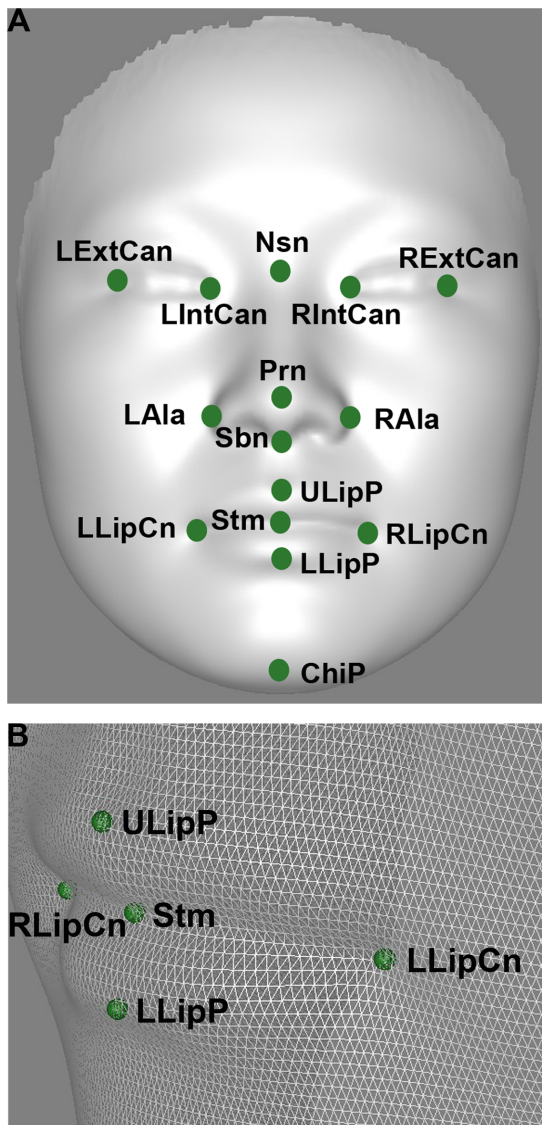 A
Nsn
LExtCan
RExtCan
LIntCan
RIntCan
Prn
LAla
RAla
Sbn
ULipP
Stm
LLipCn
RLipCn
LLipP
ChiP
B
ULipP
RLipCn
Stm
LLipCn
LLipP